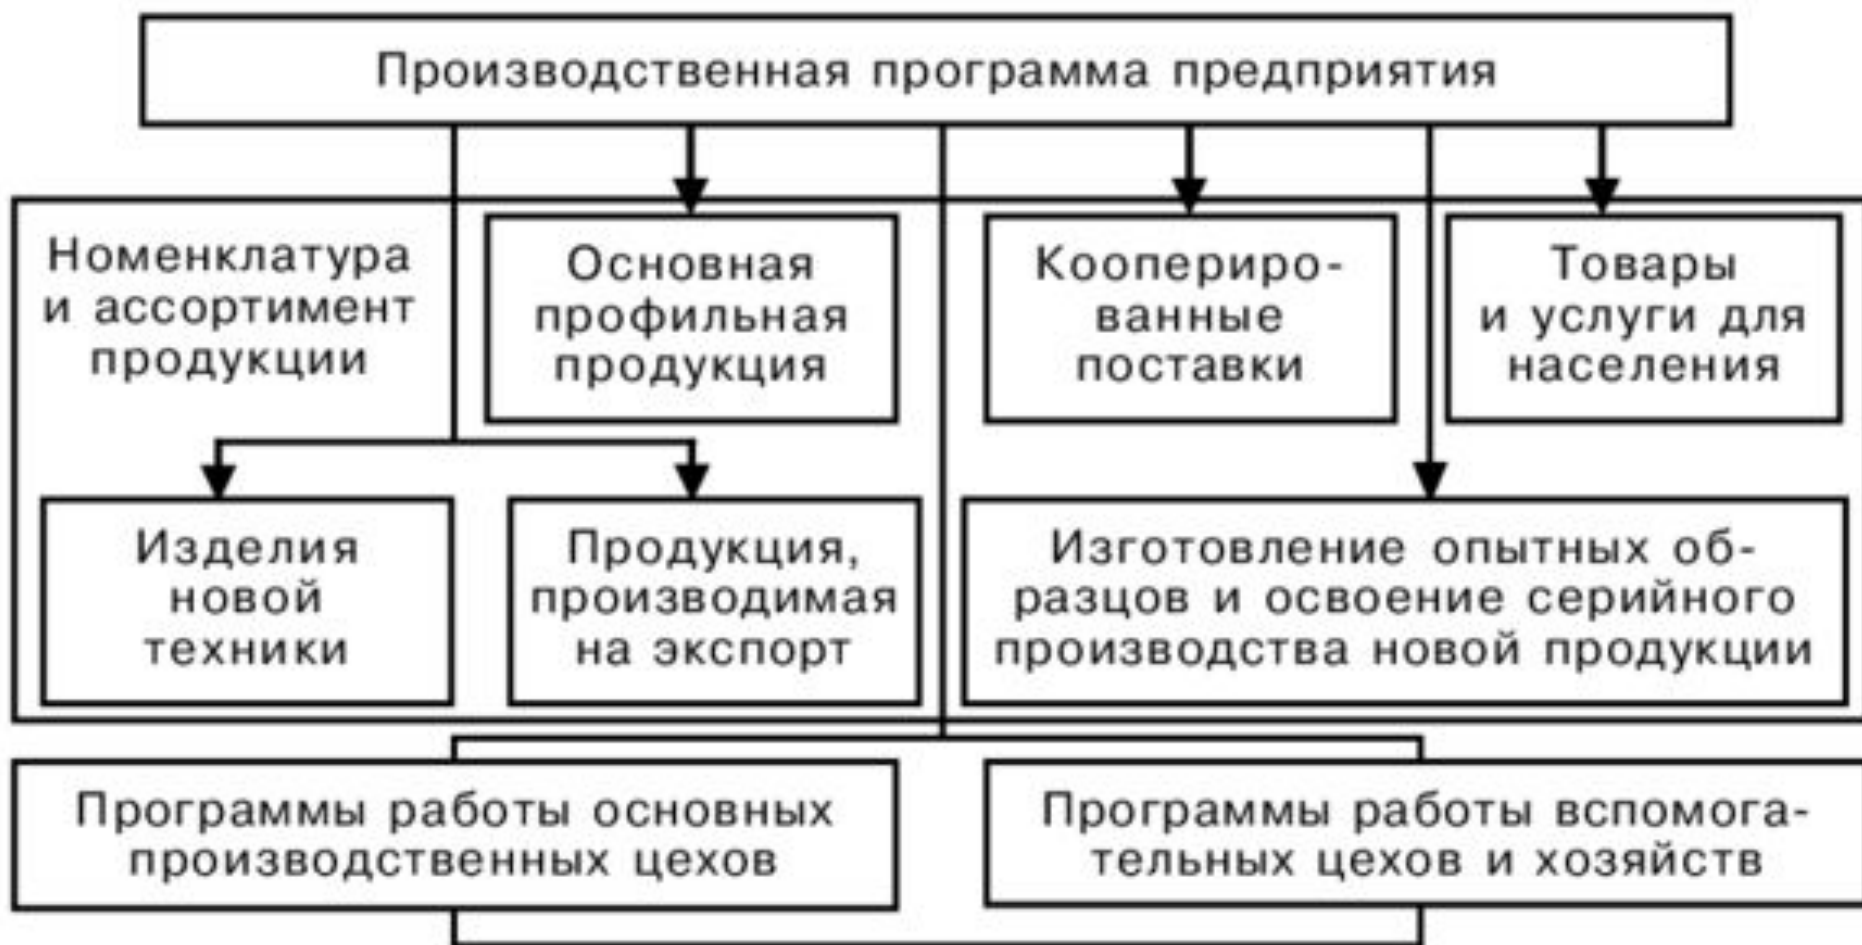 Производственная программа предприятия
Номенклатура
и ассортимент
продукции
Основная
профильная
продукция
Коопериро-
ванные
поставки
Товары
и услуги для
населения
Изделия
новой
техники
Продукция,
производимая
на экспорт
Изготовление опытных об-
разцов и освоение серийного
производства новой продукции
Программы работы основных
производственных цехов
Программы работы вспомога-
тельных цехов и хозяйств